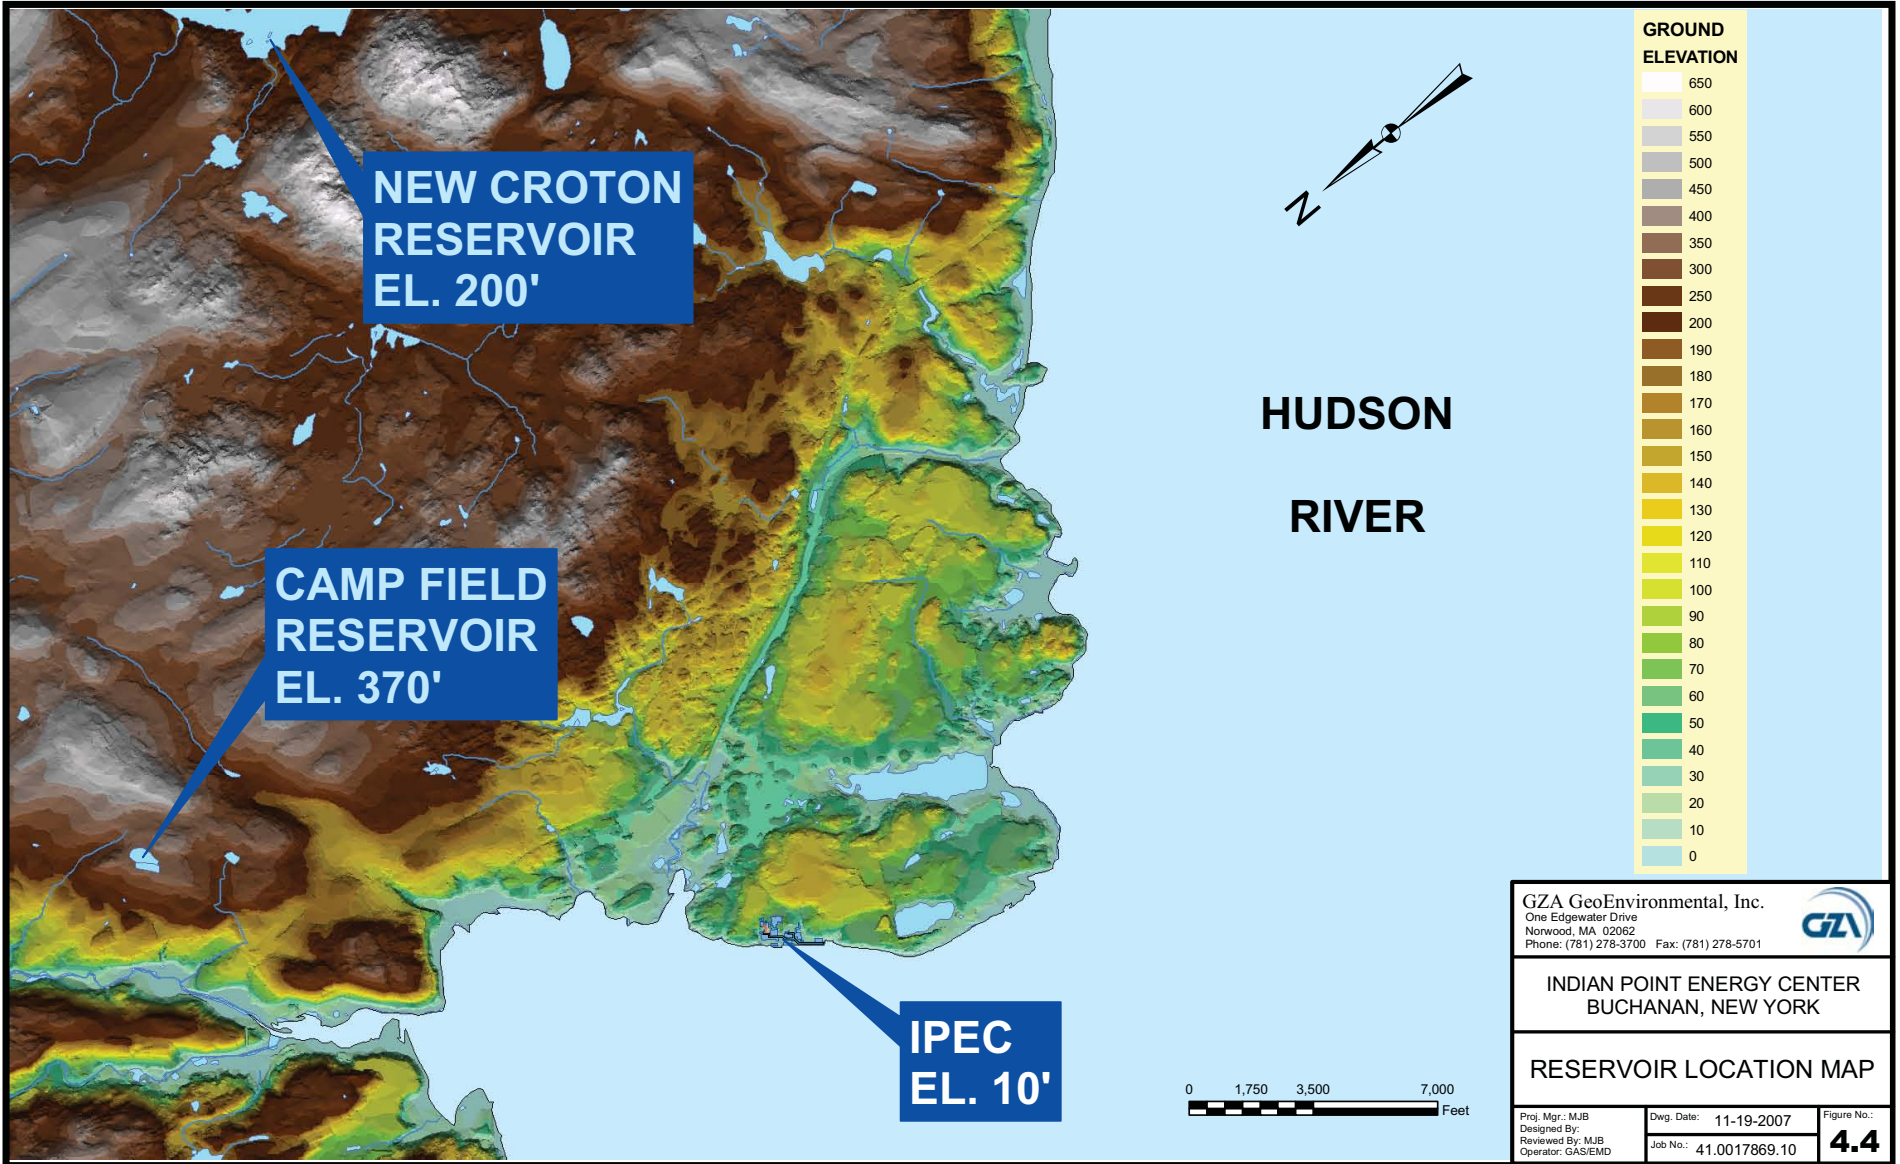 NEW CROTON
RESERVOIR
EL. 200'
CAMP FIELD
RESERVOIR
EL. 370'
IPEC
EL. 10'
N
HUDSON
RIVER
0 1,750 3,500 7,000
Feet
GROUND
ELEVATION
650
600
550
500
450
400
350
300
250
200
190
180
170
160
150
140
130
120
110
100
90
80
70
60
50
40
30
20
10
0
GZA GeoEnvironmental, Inc.
One Edgewater Drive
Norwood, MA 02062
Phone: (781) 278-3700 Fax: (781) 278-5701
GZA
INDIAN POINT ENERGY CENTER
BUCHANAN, NEW YORK
RESERVOIR LOCATION MAP
Proj. Mgr.: MJB
Designed By:
Reviewed By: MJB
Operator: GAS/EMD
Dwg. Date: 11-19-2007
Job No.: 41.0017869.10
Figure No.:
4.4